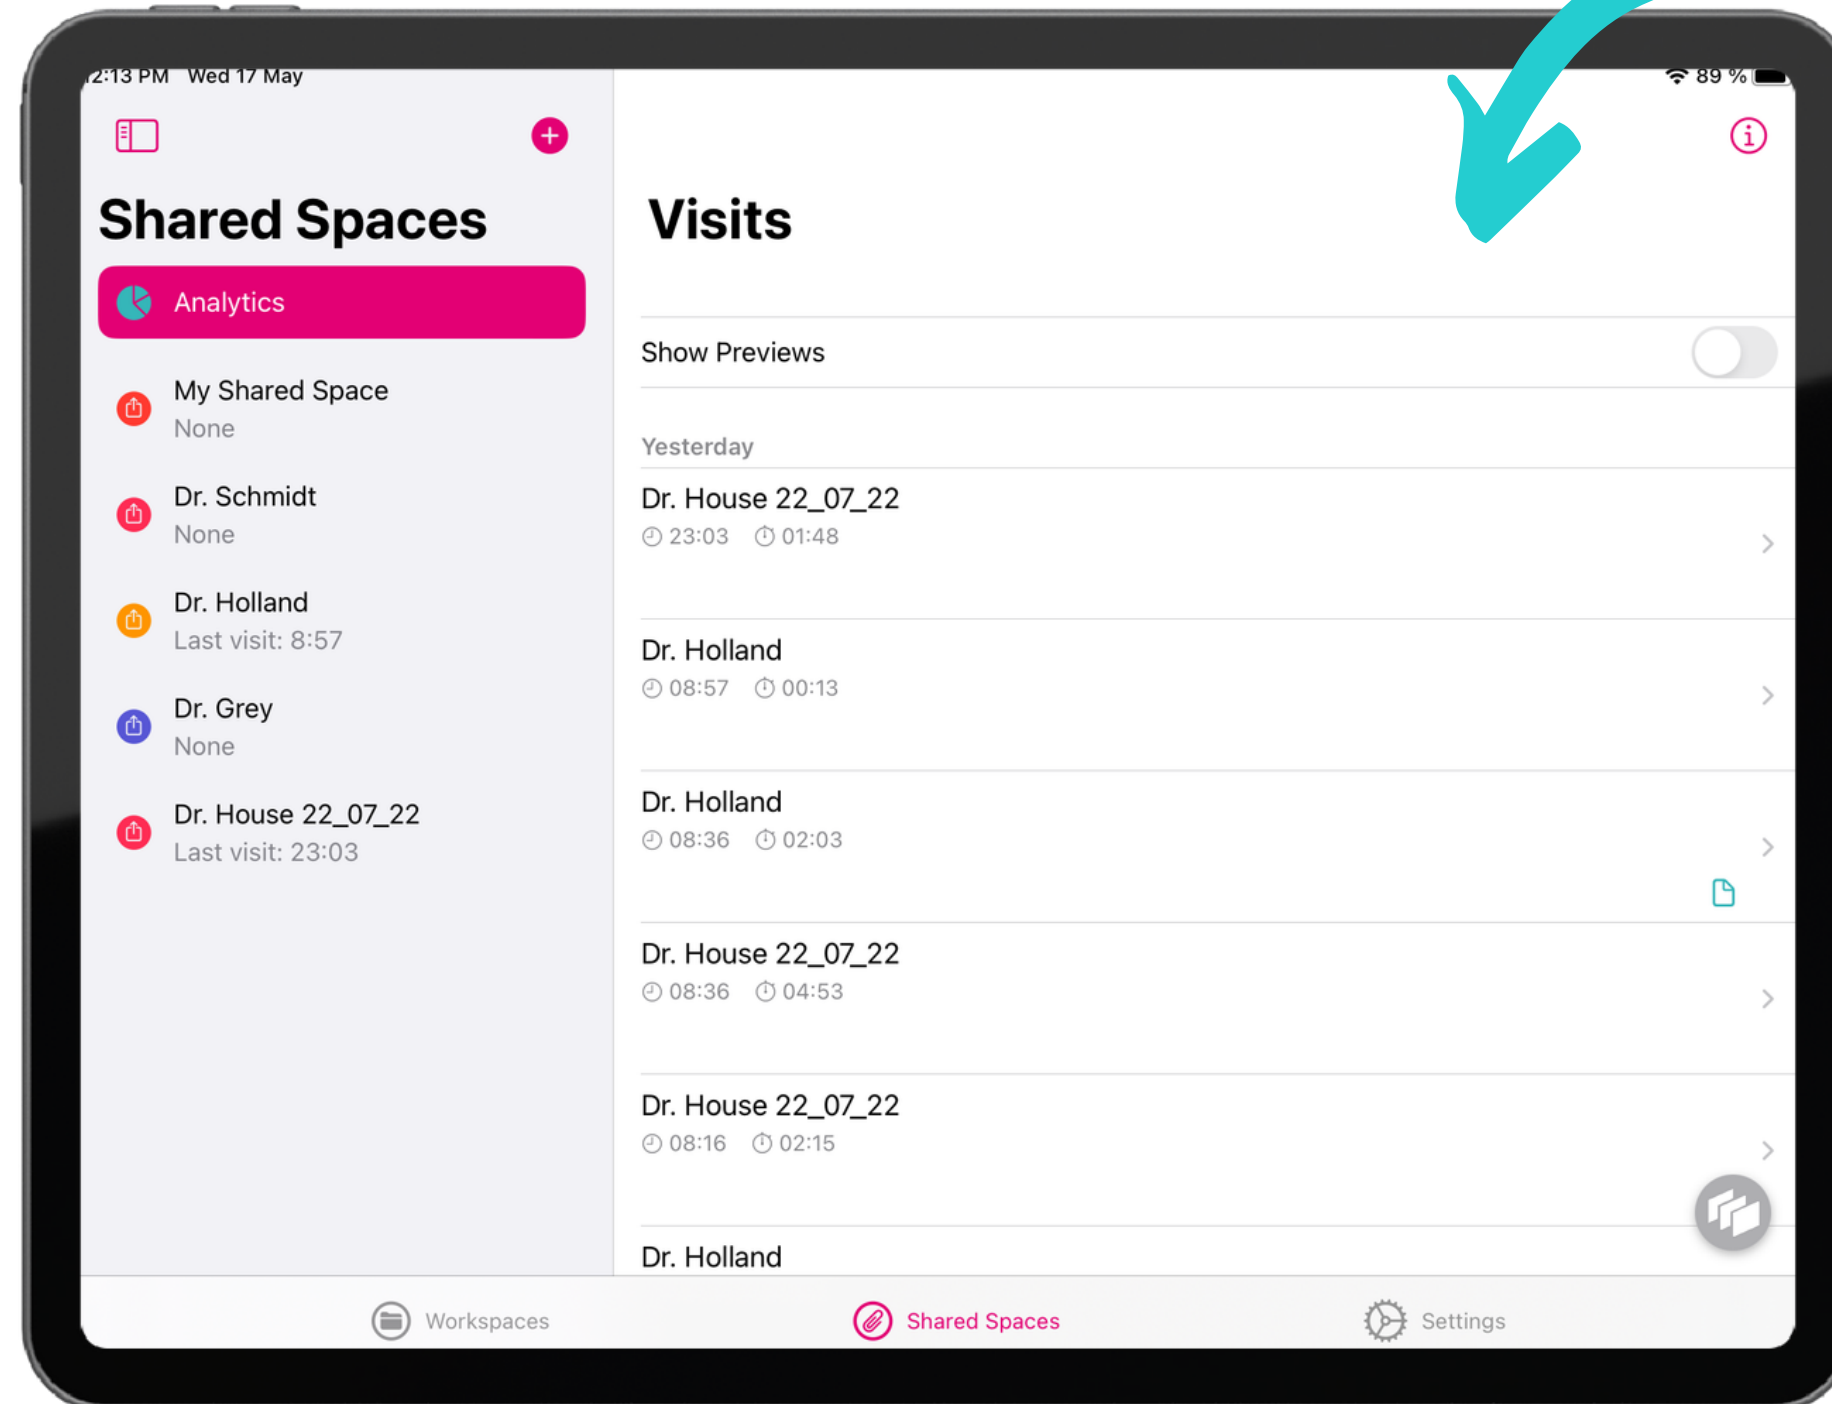 12:13 PM Wed 17 May
89 %
Shared Spaces
Analytics
My Shared Space
None
Dr. Schmidt
None
Dr. Holland
Last visit: 8:57
Dr. Grey
None
Dr. House 22_07_22
Last visit: 23:03
Visits
Show Previews
Yesterday
Dr. House 22_07_22
23:03 01:48
Dr. Holland
08:57 00:13
Dr. Holland
08:36 02:03
Dr. House 22_07_22
08:36 04:53
Dr. House 22_07_22
08:16 02:15
Dr. Holland
Workspaces
Shared Spaces
Settings